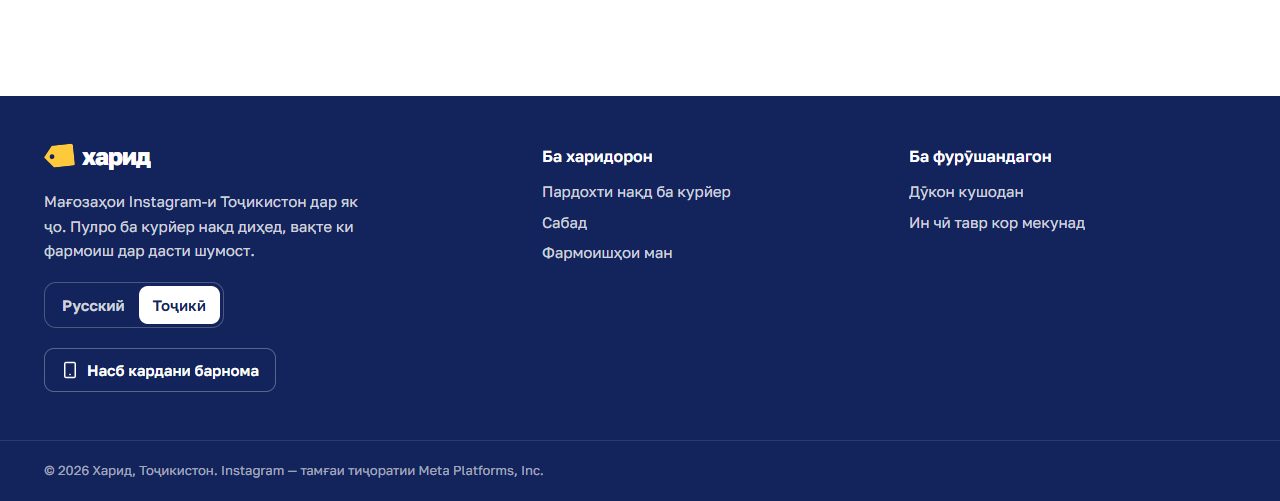 харид
Мағозаҳои Instagram-и Тоҷикистон дар як
ҷо. Пулро ба курйер нақд диҳед, вақте ки
фармоиш дар дасти шумост.
Русский
Тоҷикӣ
Насб кардани барнома
Ба харидорон
Пардохти нақд ба курйер
Сабад
Фармоишҳои ман
Ба фурӯшандагон
Дӯкон кушодан
Ин чӣ тавр кор мекунад
© 2026 Харид, Тоҷикистон. Instagram — тамғаи тиҷоратии Meta Platforms, Inc.